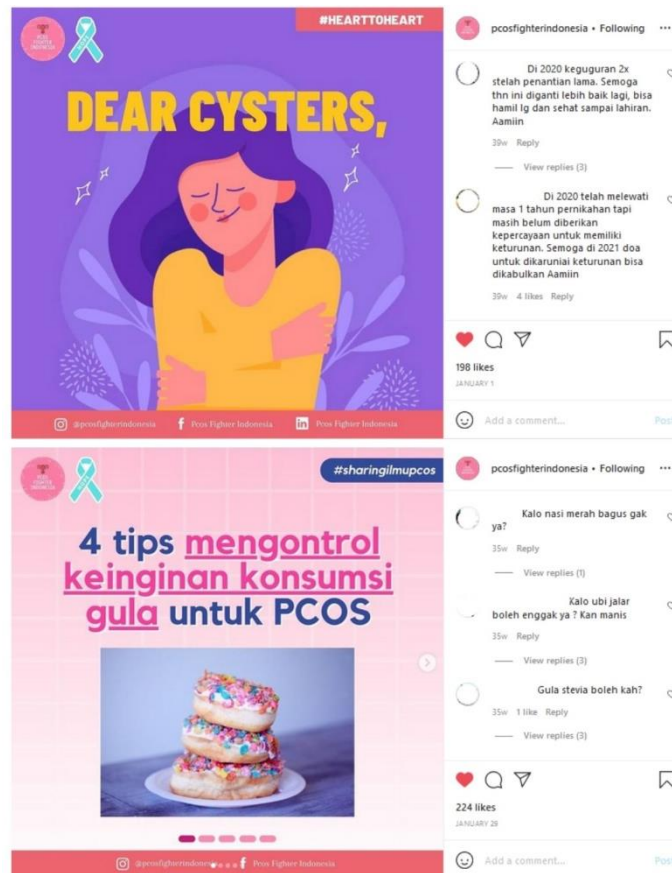 #HEARTTOHEART
PCOS
FIGHTER
INDONESIA
DEAR CYSTERS,
@pcosfighterindonesia
Pcos Fighter Indonesia
Pcos Fighter Indonesia
pcosfighterindonesia • Following
Di 2020 keguguran 2x
stelah penantian lama. Semoga
thn ini diganti lebih baik lagi, bisa
hamil lg dan sehat sampai lahiran.
Aamiin
39w Reply
View replies (3)
Di 2020 telah melewati
masa 1 tahun pernikahan tapi
masih belum diberikan
kepercayaan untuk memiliki
keturunan. Semoga di 2021 doa
untuk dikaruniai keturunan bisa
dikabulkan Aamiin
39w 4 likes Reply
198 likes
JANUARY 1
Add a comment...
#sharingilmupcos
PCOS
FIGHTER
INDONESIA
4 tips mengontrol
keinginan konsumsi
gula untuk PCOS
Pcos Fighter Indonesia
pcosfighterindonesia • Following
Kalo nasi merah bagus gak
ya?
35w Reply
View replies (1)
Kalo ubi jalar
boleh enggak ya ? Kan manis
35w Reply
View replies (3)
Gula stevia boleh kah?
35w 1 like Reply
View replies (3)
224 likes
Add a comment...